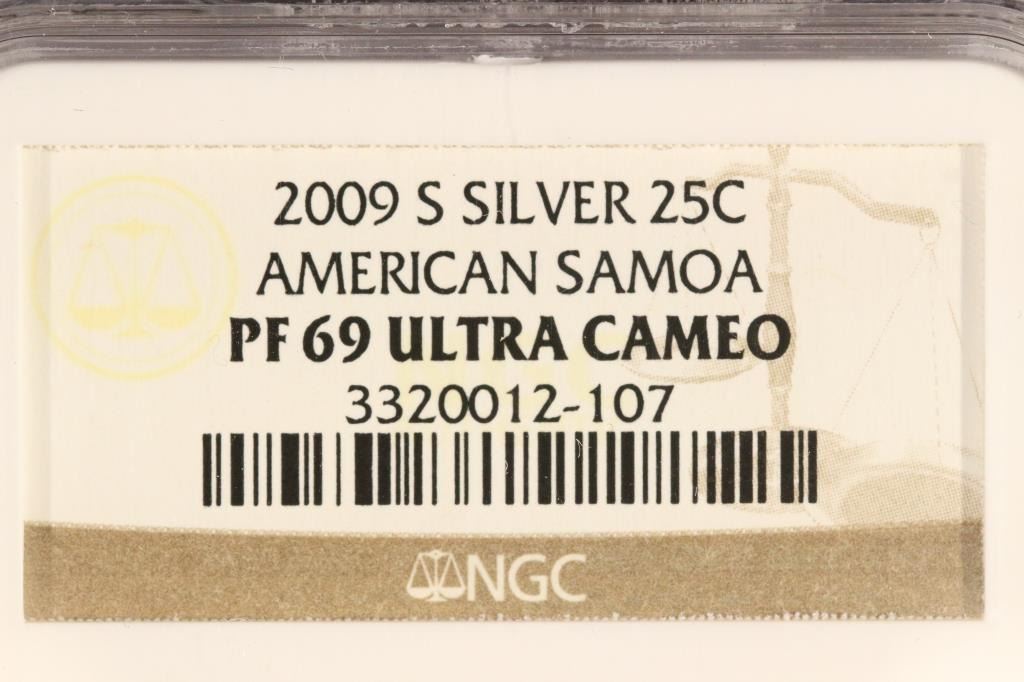 2009 S SILVER 25C
AMERICAN SAMOA
PF 69 ULTRA CAMEO
3320012-107
NGC